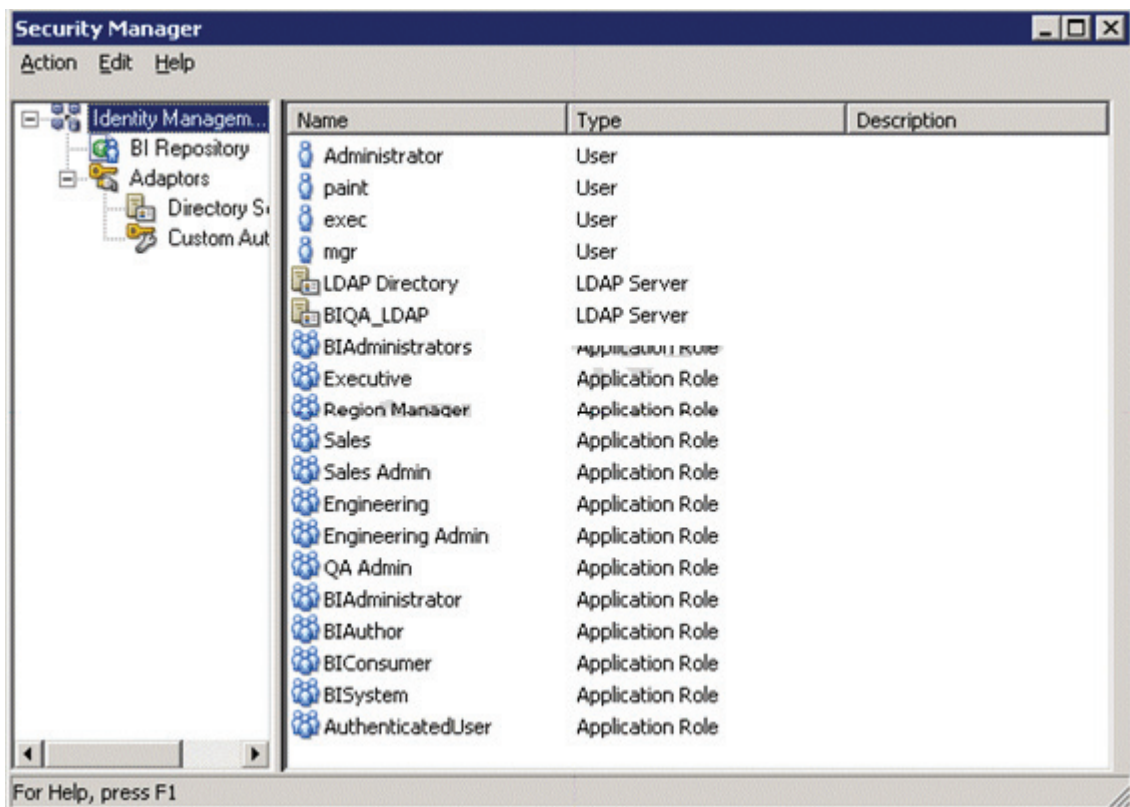 Security Manager
Action Edit Help
Identity Managem...
BI Repository
Adaptors
Directory S
Custom Aut
Name Type Description
Administrator User
paint User
exec User
mgr User
LDAP Directory LDAP Server
BIQA_LDAP LDAP Server
BIAdministrators Application Role
Executive Application Role
Region Manager Application Role
Sales Application Role
Sales Admin Application Role
Engineering Application Role
Engineering Admin Application Role
QA Admin Application Role
BIAdministrator Application Role
BIAuthor Application Role
BIConsumer Application Role
BISystem Application Role
AuthenticatedUser Application Role
For Help, press F1